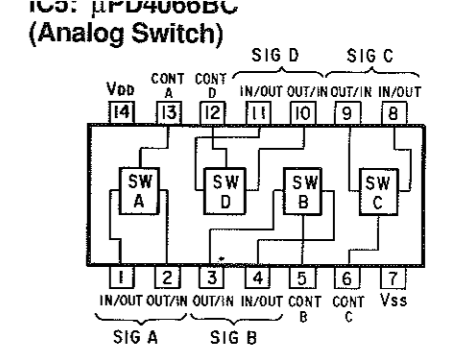 IC5: μPD4066BC
(Analog Switch)
SIG D SIG C
VDD CONT A CONT D IN/OUT OUT/IN OUT/IN IN/OUT
14 13 12 11 10 9 8
SW A SW D SW B SW C
1 2 3 4 5 6 7
IN/OUT OUT/IN OUT/IN IN/OUT CONT B CONT C VSS
SIG A SIG B